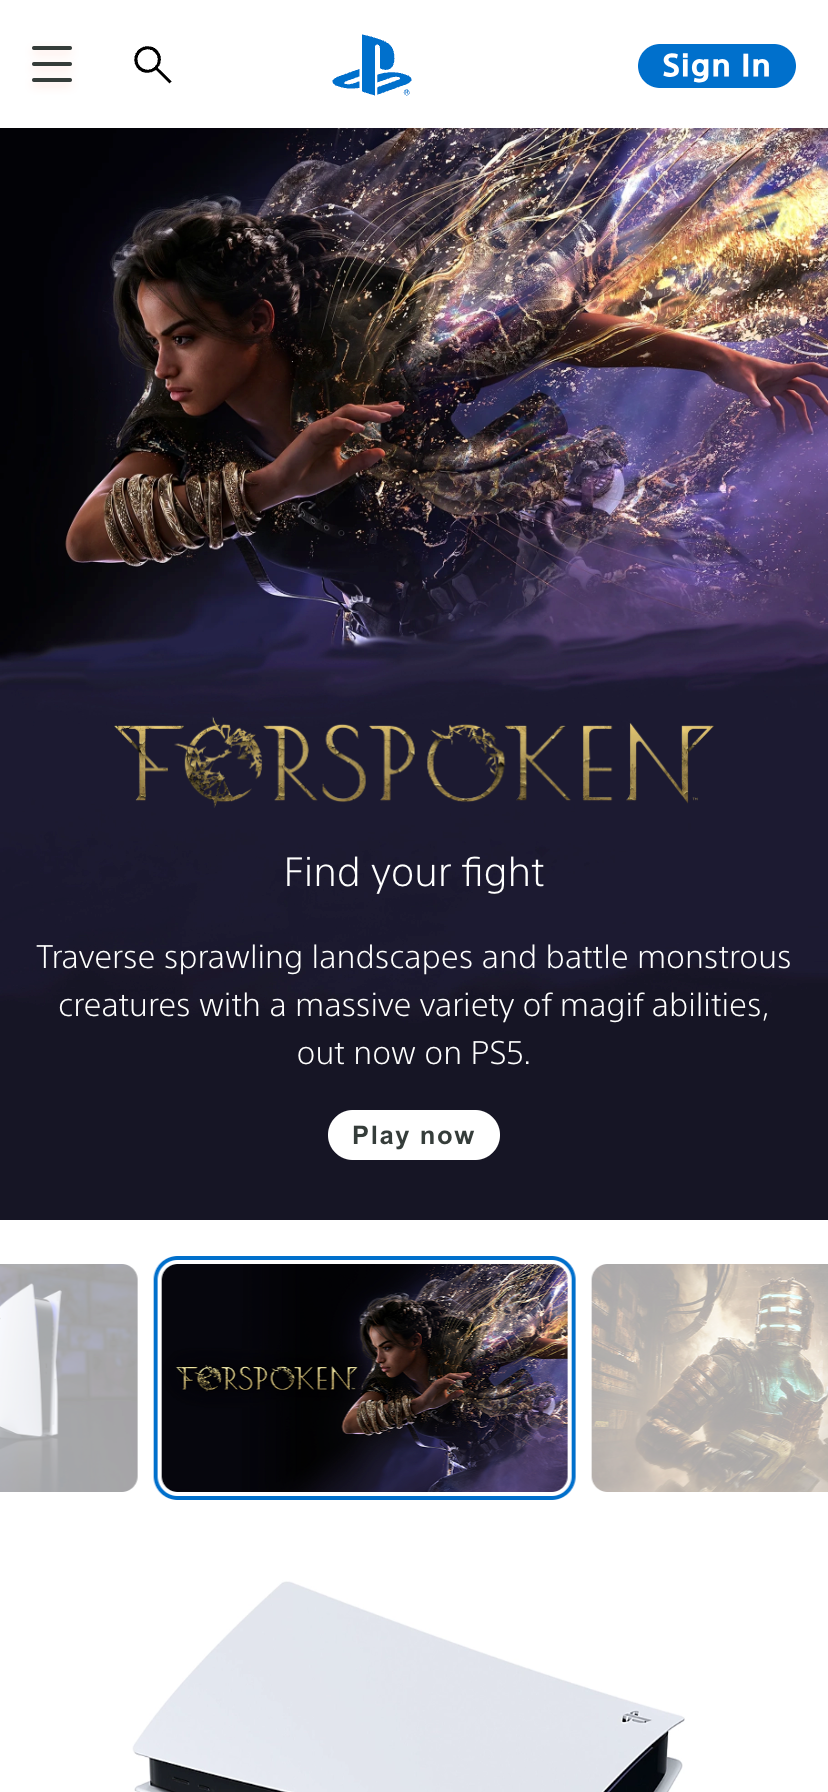 Sign In
FORSPOKEN
Find your fight
Traverse sprawling landscapes and battle monstrous
creatures with a massive variety of magif abilities,
out now on PS5.
Play now
FORSPOKEN